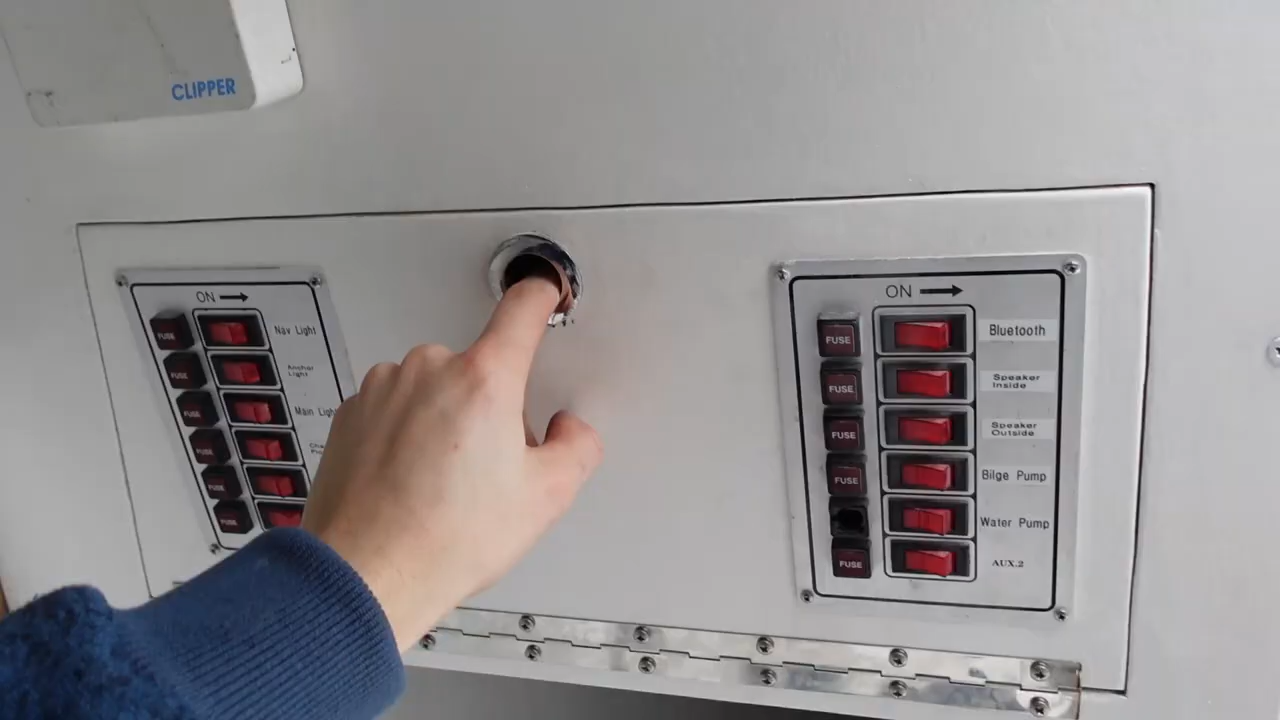 CLIPPER
ON
FUSE
Nav Light
FUSE
Anchor
Light
FUSE
Main Light
FUSE
FUSE
FUSE
ON
FUSE
Bluetooth
FUSE
Speaker
Inside
FUSE
Speaker
Outside
FUSE
Bilge Pump
Water Pump
FUSE
AUX.2